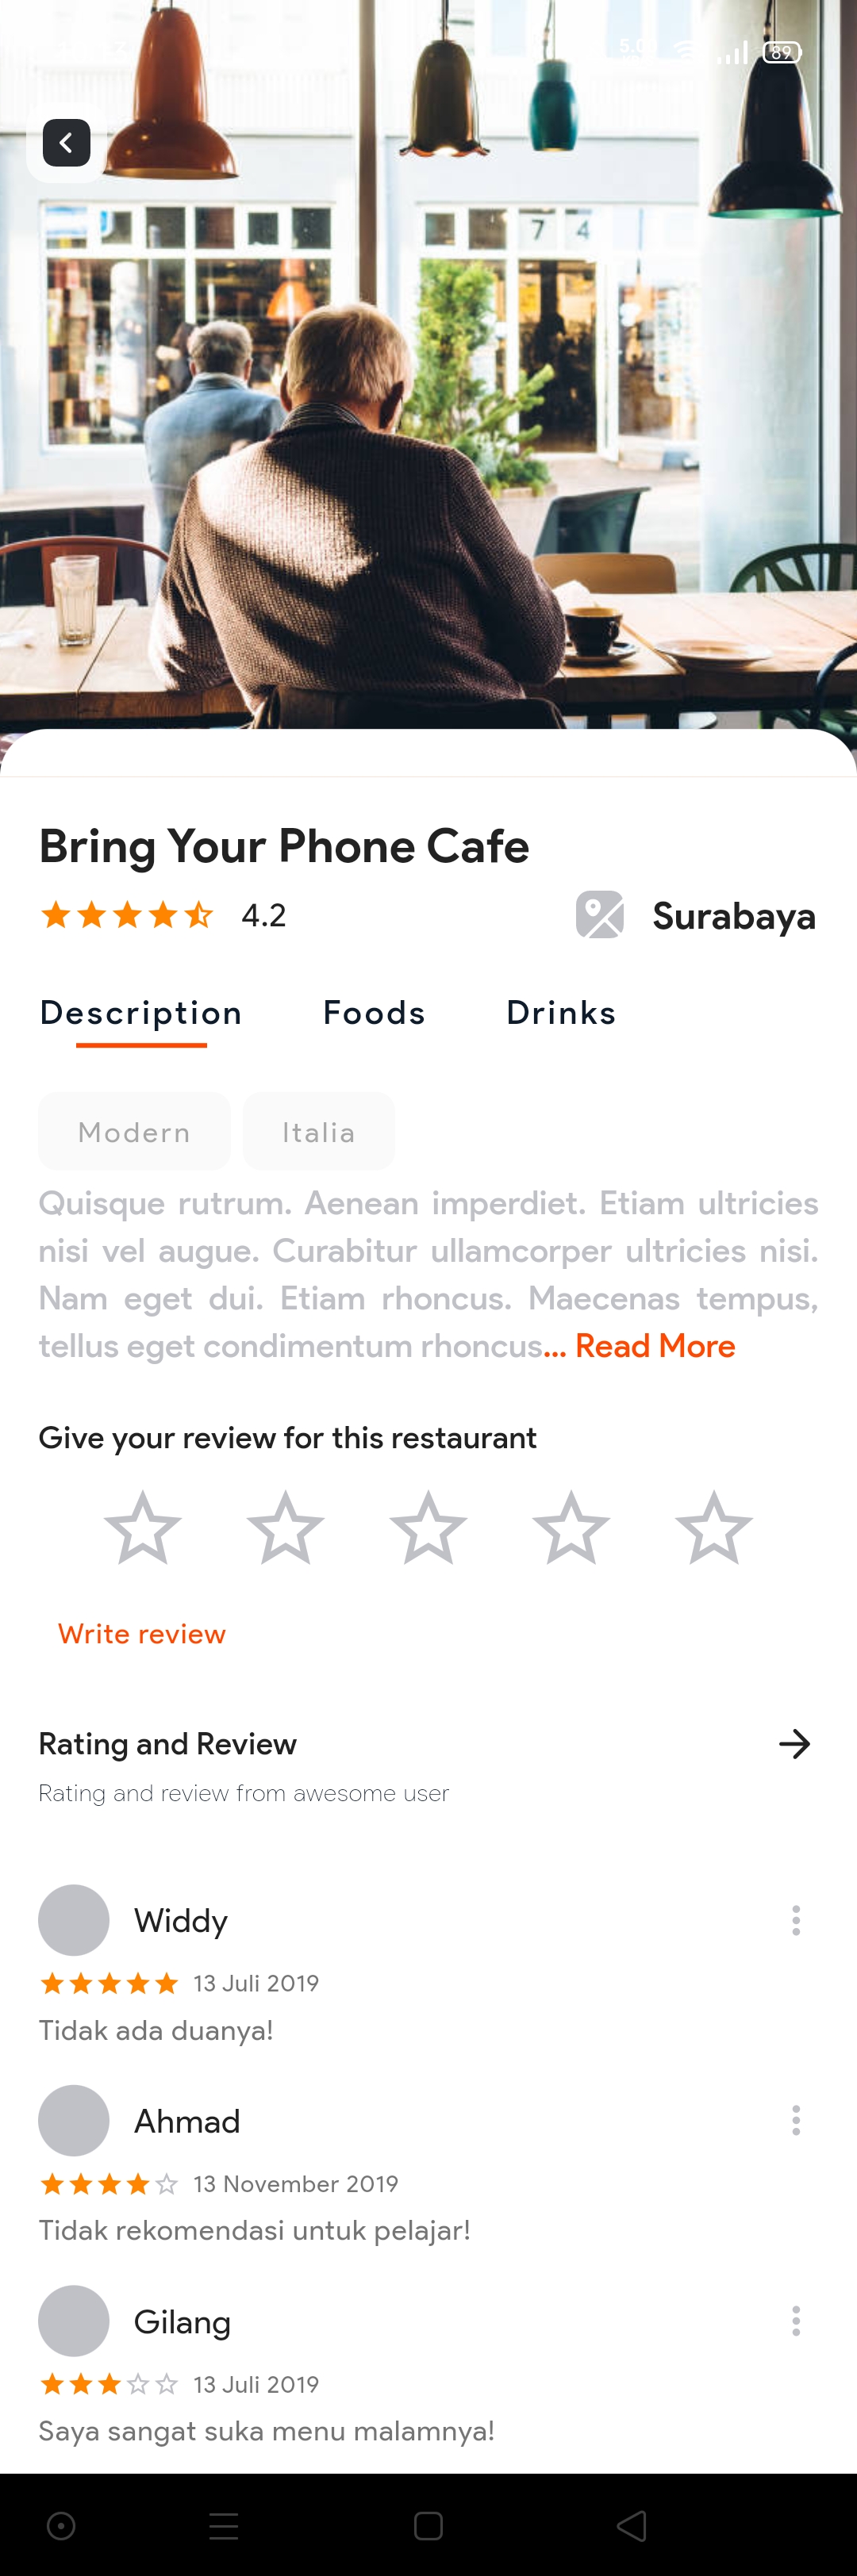 89
7 4
Bring Your Phone Cafe
4.2
Surabaya
Description Foods Drinks
Modern Italia
Quisque rutrum. Aenean imperdiet. Etiam ultricies
nisi vel augue. Curabitur ullamcorper ultricies nisi.
Nam eget dui. Etiam rhoncus. Maecenas tempus,
tellus eget condimentum rhoncus... Read More
Give your review for this restaurant
Write review
Rating and Review
Rating and review from awesome user
Widdy
13 Juli 2019
Tidak ada duanya!
Ahmad
13 November 2019
Tidak rekomendasi untuk pelajar!
Gilang
13 Juli 2019
Saya sangat suka menu malamnya!